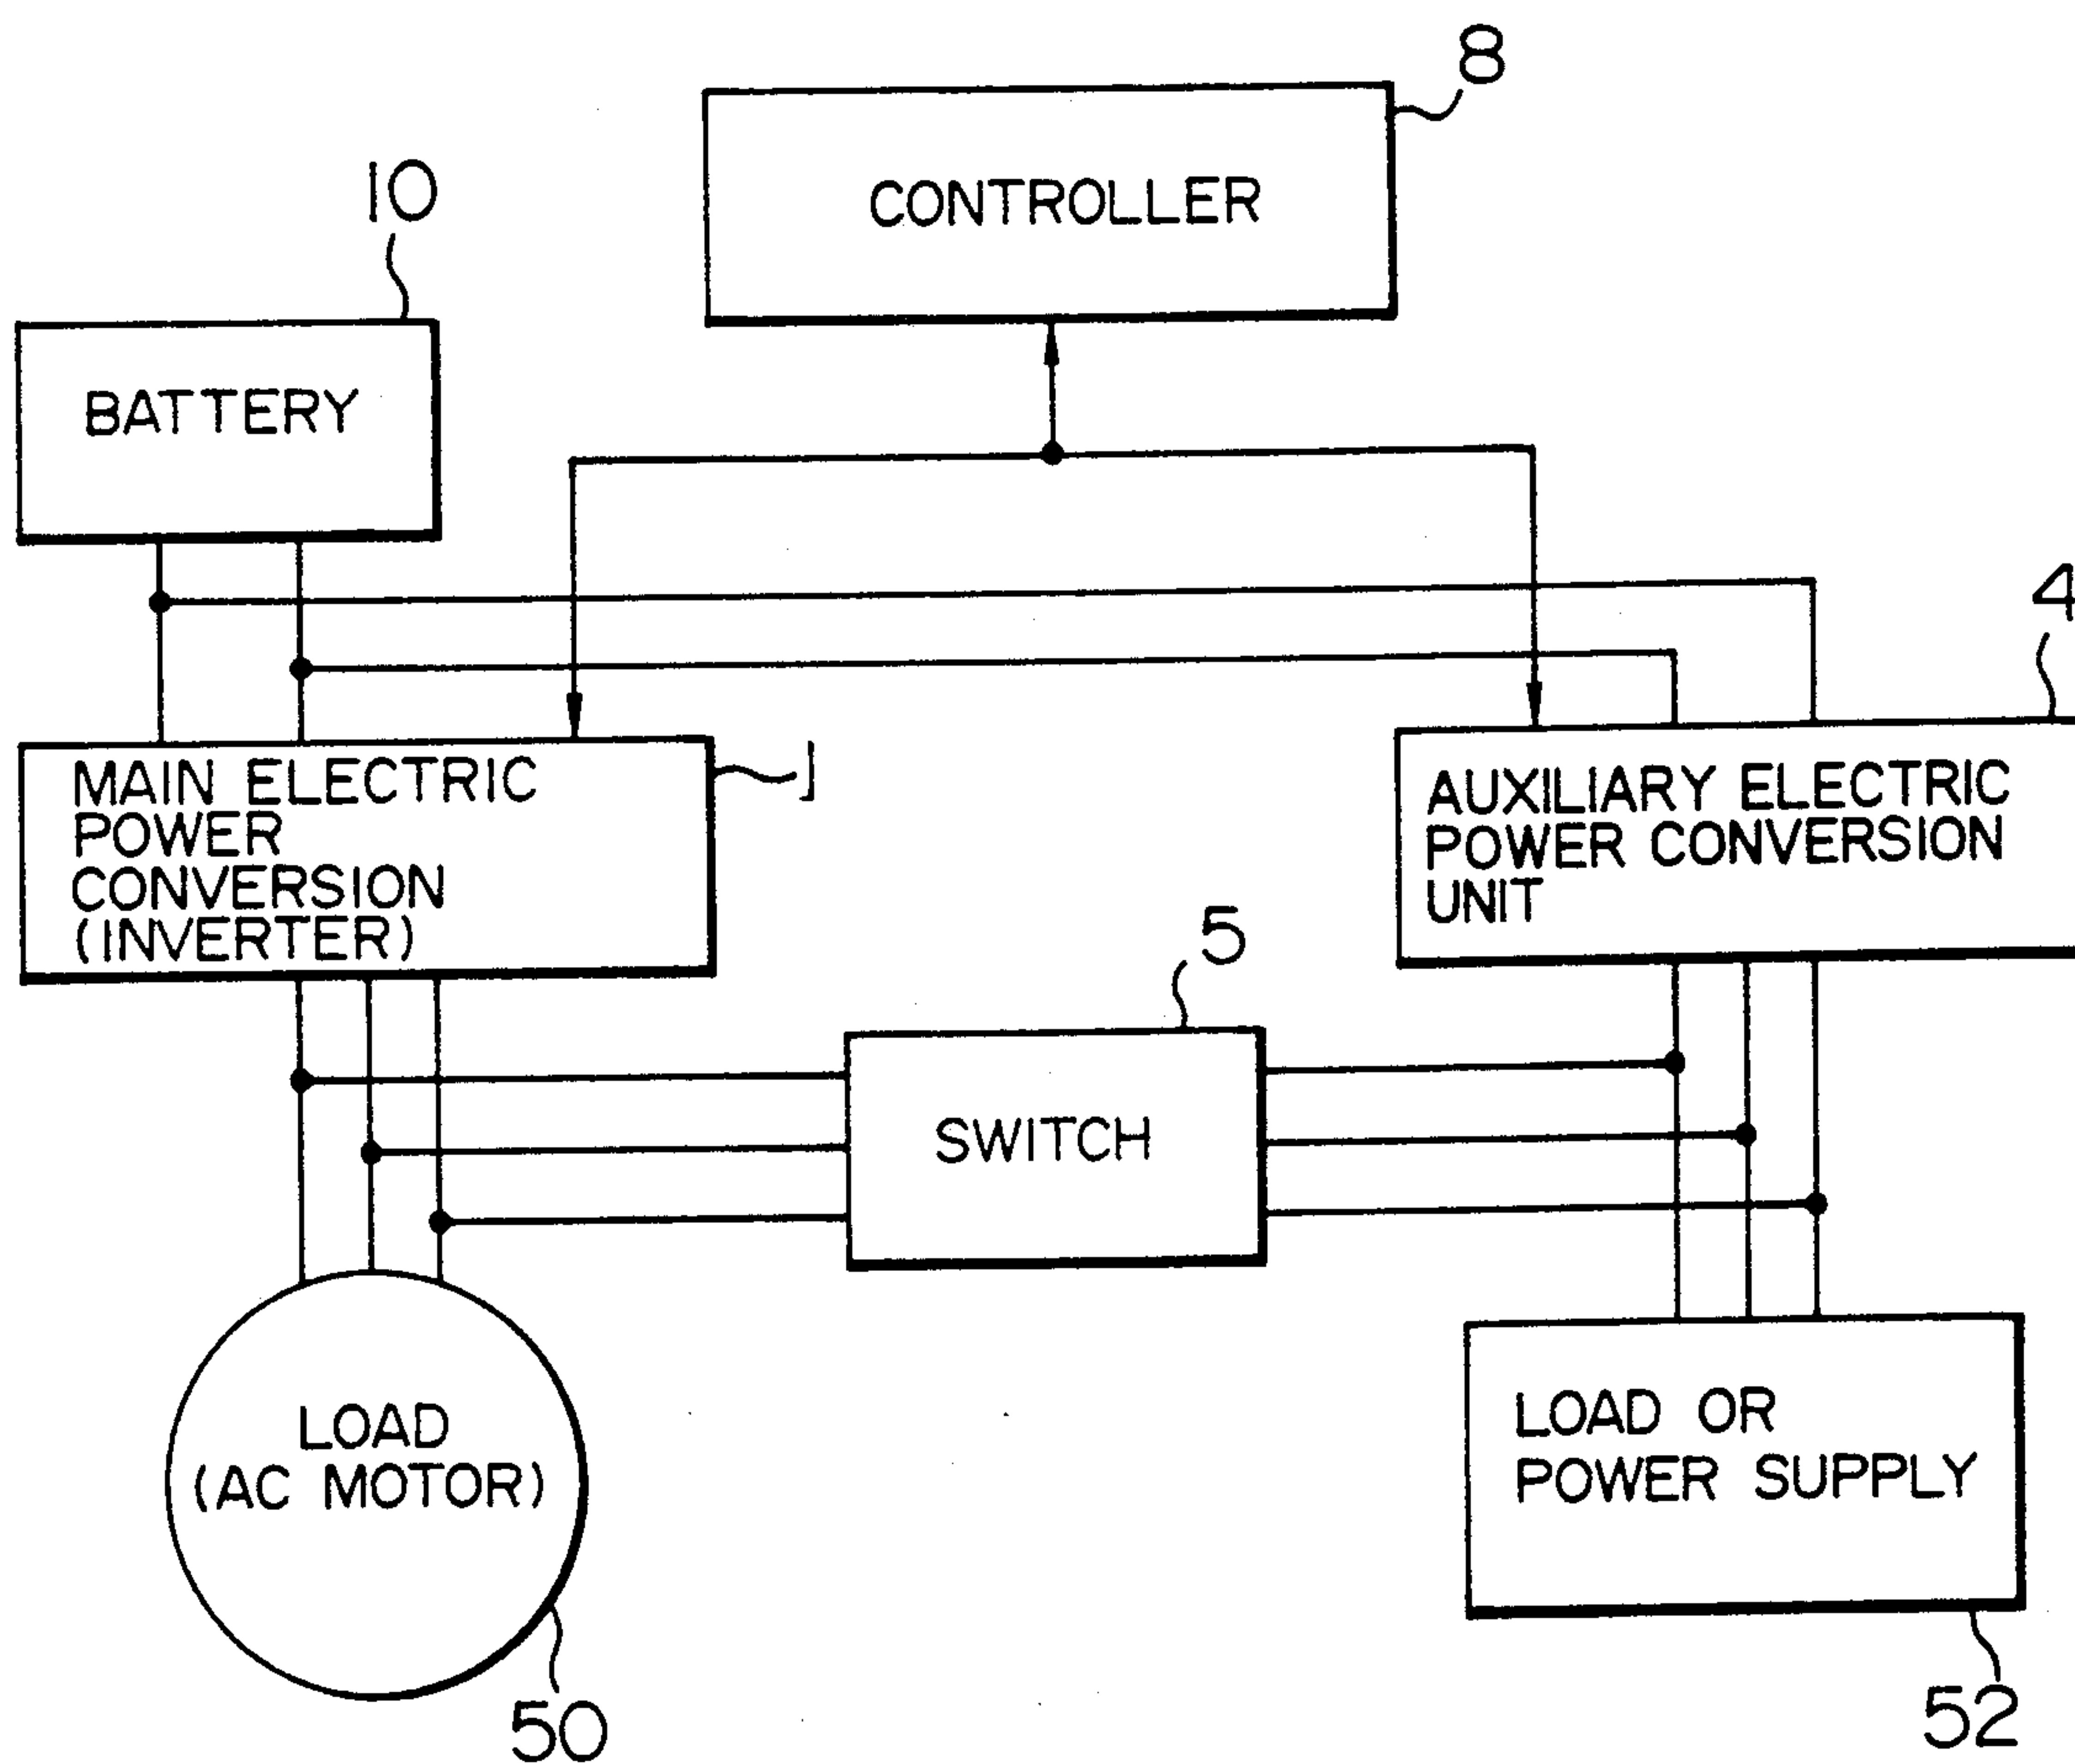 8
CONTROLLER
10
BATTERY
4
MAIN ELECTRIC
POWER
CONVERSION
(INVERTER)
1
AUXILIARY ELECTRIC
POWER CONVERSION
UNIT
5
SWITCH
LOAD
(AC MOTOR)
LOAD OR
POWER SUPPLY
50
52